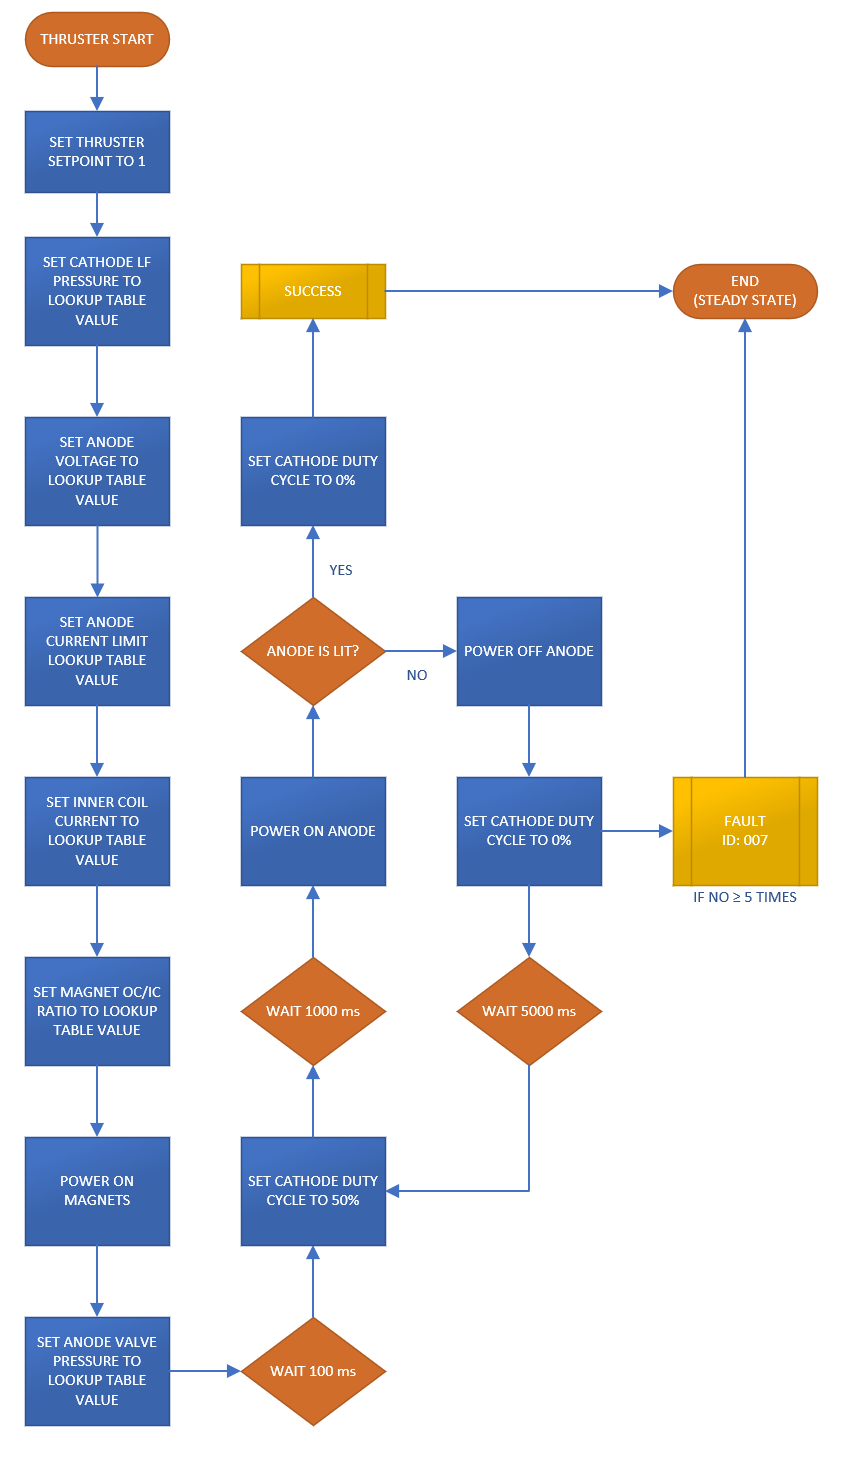 THRUSTER START
SET THRUSTER
SETPOINT TO 1
SET CATHODE LF
PRESSURE TO
LOOKUP TABLE
VALUE
SET ANODE
VOLTAGE TO
LOOKUP TABLE
VALUE
SET ANODE
CURRENT LIMIT
LOOKUP TABLE
VALUE
SET INNER COIL
CURRENT TO
LOOKUP TABLE
VALUE
SET MAGNET OC/IC
RATIO TO LOOKUP
TABLE VALUE
POWER ON
MAGNETS
SET ANODE VALVE
PRESSURE TO
LOOKUP TABLE
VALUE
WAIT 100 ms
SET CATHODE DUTY
CYCLE TO 50%
WAIT 1000 ms
POWER ON ANODE
ANODE IS LIT?
YES
SET CATHODE DUTY
CYCLE TO 0%
SUCCESS
NO
POWER OFF ANODE
SET CATHODE DUTY
CYCLE TO 0%
WAIT 5000 ms
FAULT
ID: 007
IF NO ≥ 5 TIMES
END
(STEADY STATE)